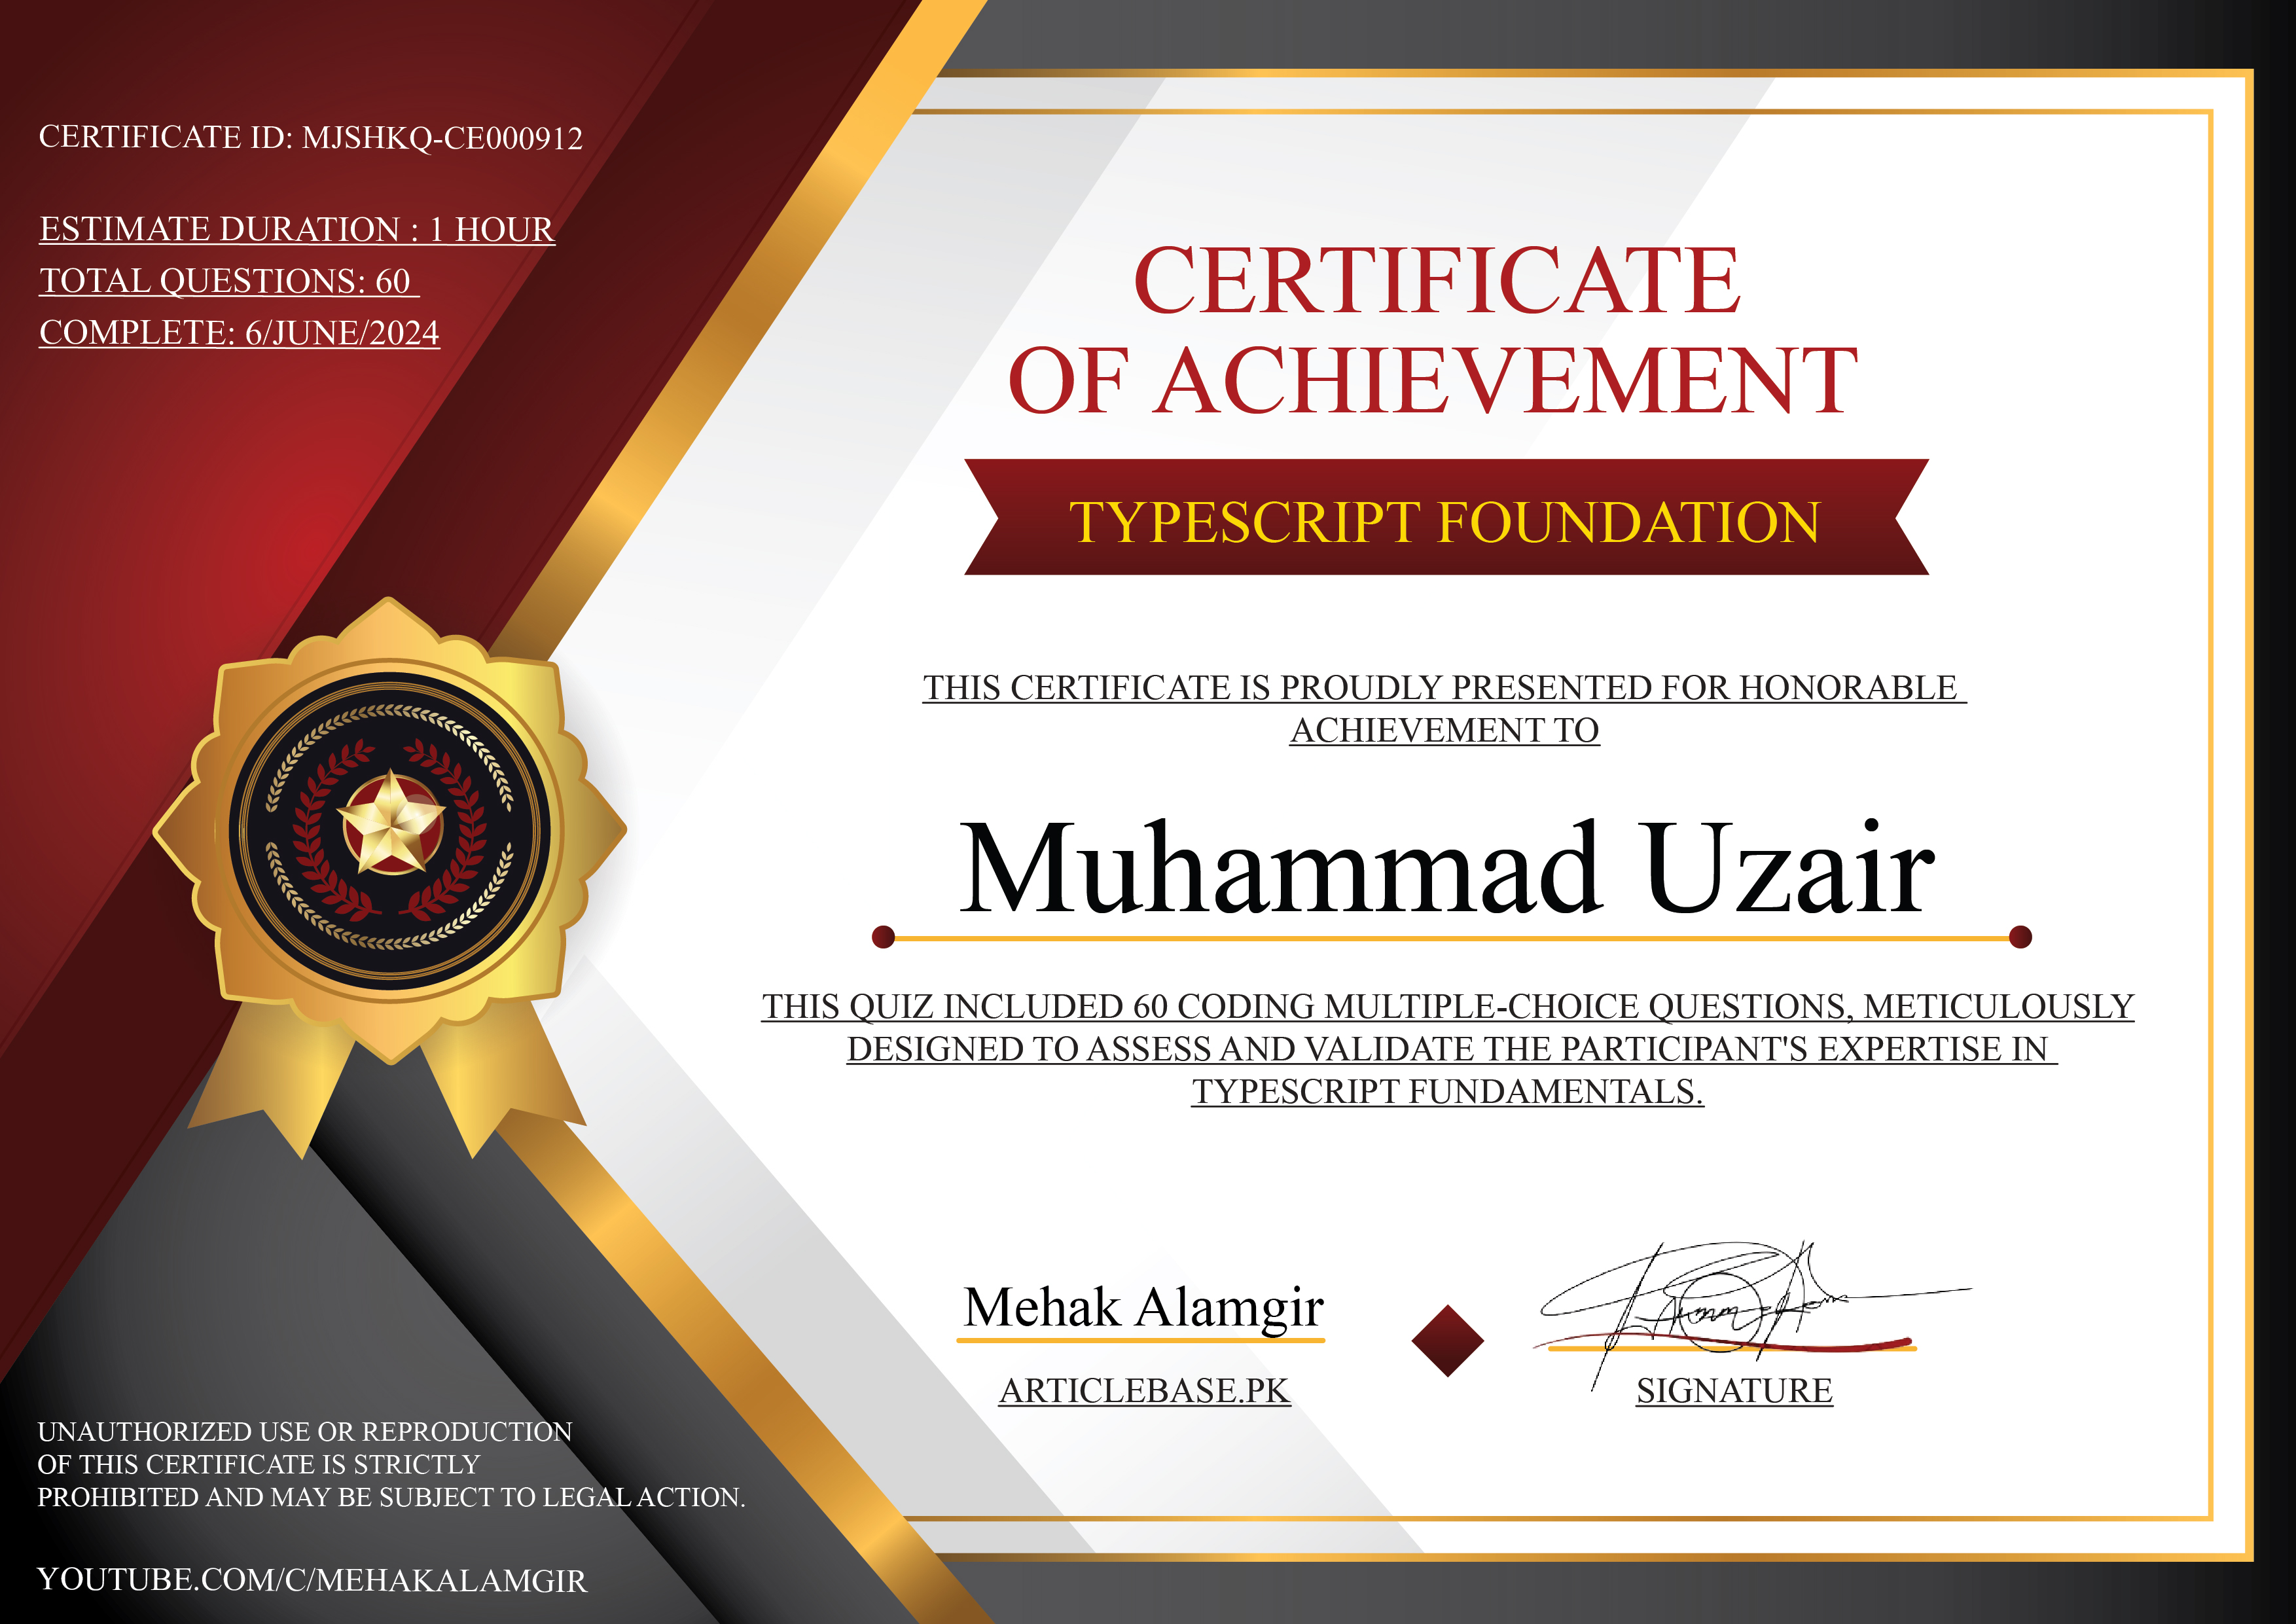 CERTIFICATE ID: MJSHKQ-CE000912
ESTIMATE DURATION : 1 HOUR
TOTAL QUESTIONS: 60
COMPLETE: 6/JUNE/2024
CERTIFICATE
OF ACHIEVEMENT
TYPESCRIPT FOUNDATION
THIS CERTIFICATE IS PROUDLY PRESENTED FOR HONORABLE
ACHIEVEMENT TO
Muhammad Uzair
THIS QUIZ INCLUDED 60 CODING MULTIPLE-CHOICE QUESTIONS, METICULOUSLY
DESIGNED TO ASSESS AND VALIDATE THE PARTICIPANT'S EXPERTISE IN
TYPESCRIPT FUNDAMENTALS.
Mehak Alamgir
ARTICLEBASE.PK
SIGNATURE
UNAUTHORIZED USE OR REPRODUCTION
OF THIS CERTIFICATE IS STRICTLY
PROHIBITED AND MAY BE SUBJECT TO LEGAL ACTION.
YOUTUBE.COM/C/MEHAKALAMGIR